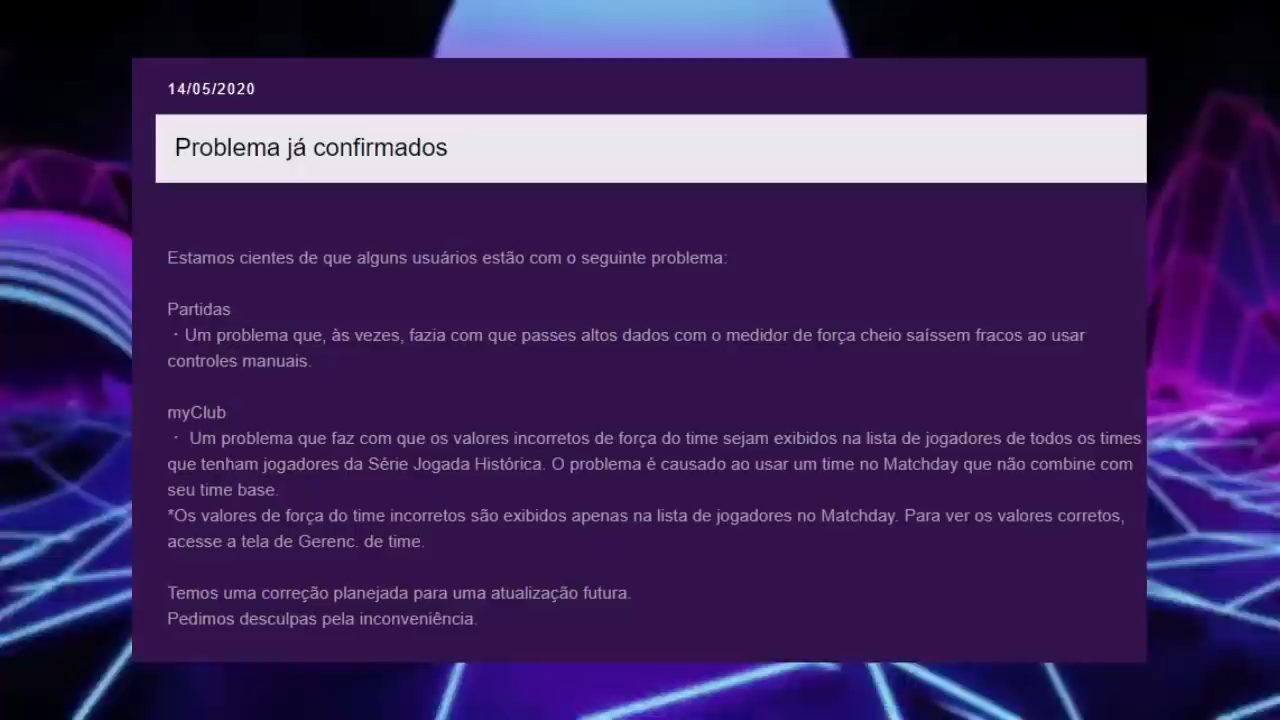 14/05/2020
Problema já confirmados
Estamos cientes de que alguns usuários estão com o seguinte problema:
Partidas
・Um problema que, às vezes, fazia com que passes altos dados com o medidor de força cheio saíssem fracos ao usar
controles manuais.
myClub
・ Um problema que faz com que os valores incorretos de força do time sejam exibidos na lista de jogadores de todos os times
que tenham jogadores da Série Jogada Histórica. O problema é causado ao usar um time no Matchday que não combine com
seu time base.
*Os valores de força do time incorretos são exibidos apenas na lista de jogadores no Matchday. Para ver os valores corretos,
acesse a tela de Gerenc. de time.
Temos uma correção planejada para uma atualização futura.
Pedimos desculpas pela inconveniência.